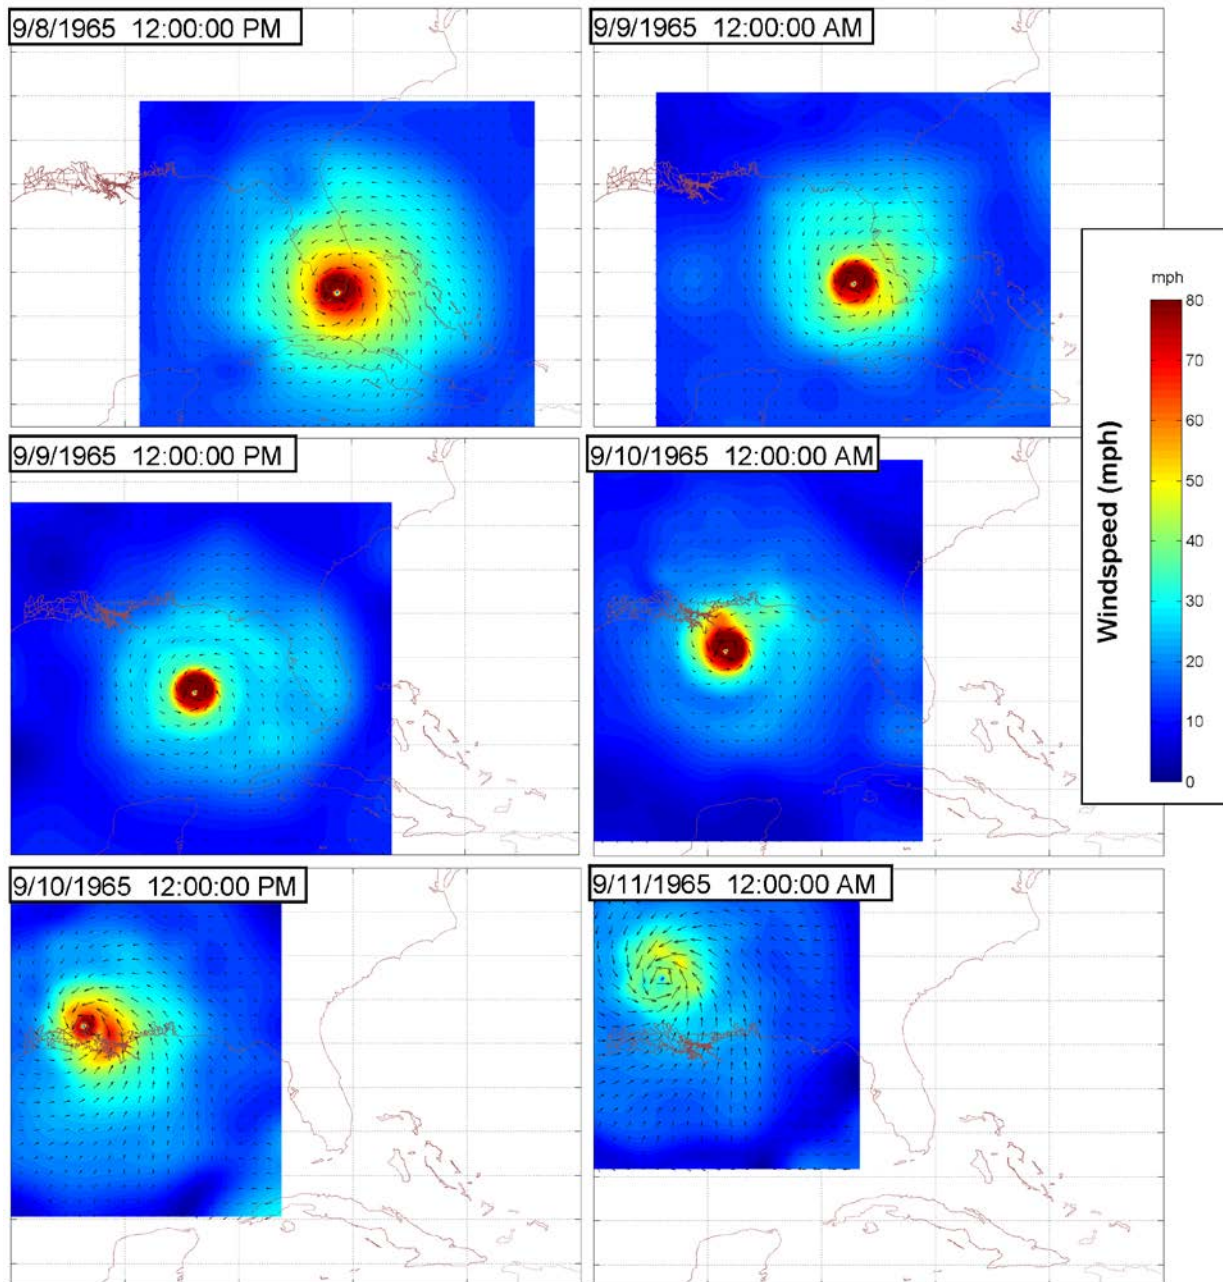 9/8/1965 12:00:00 PM
9/9/1965 12:00:00 AM
9/9/1965 12:00:00 PM
9/10/1965 12:00:00 AM
9/10/1965 12:00:00 PM
9/11/1965 12:00:00 AM
Windspeed (mph)
mph
80
70
60
50
40
30
20
10
0